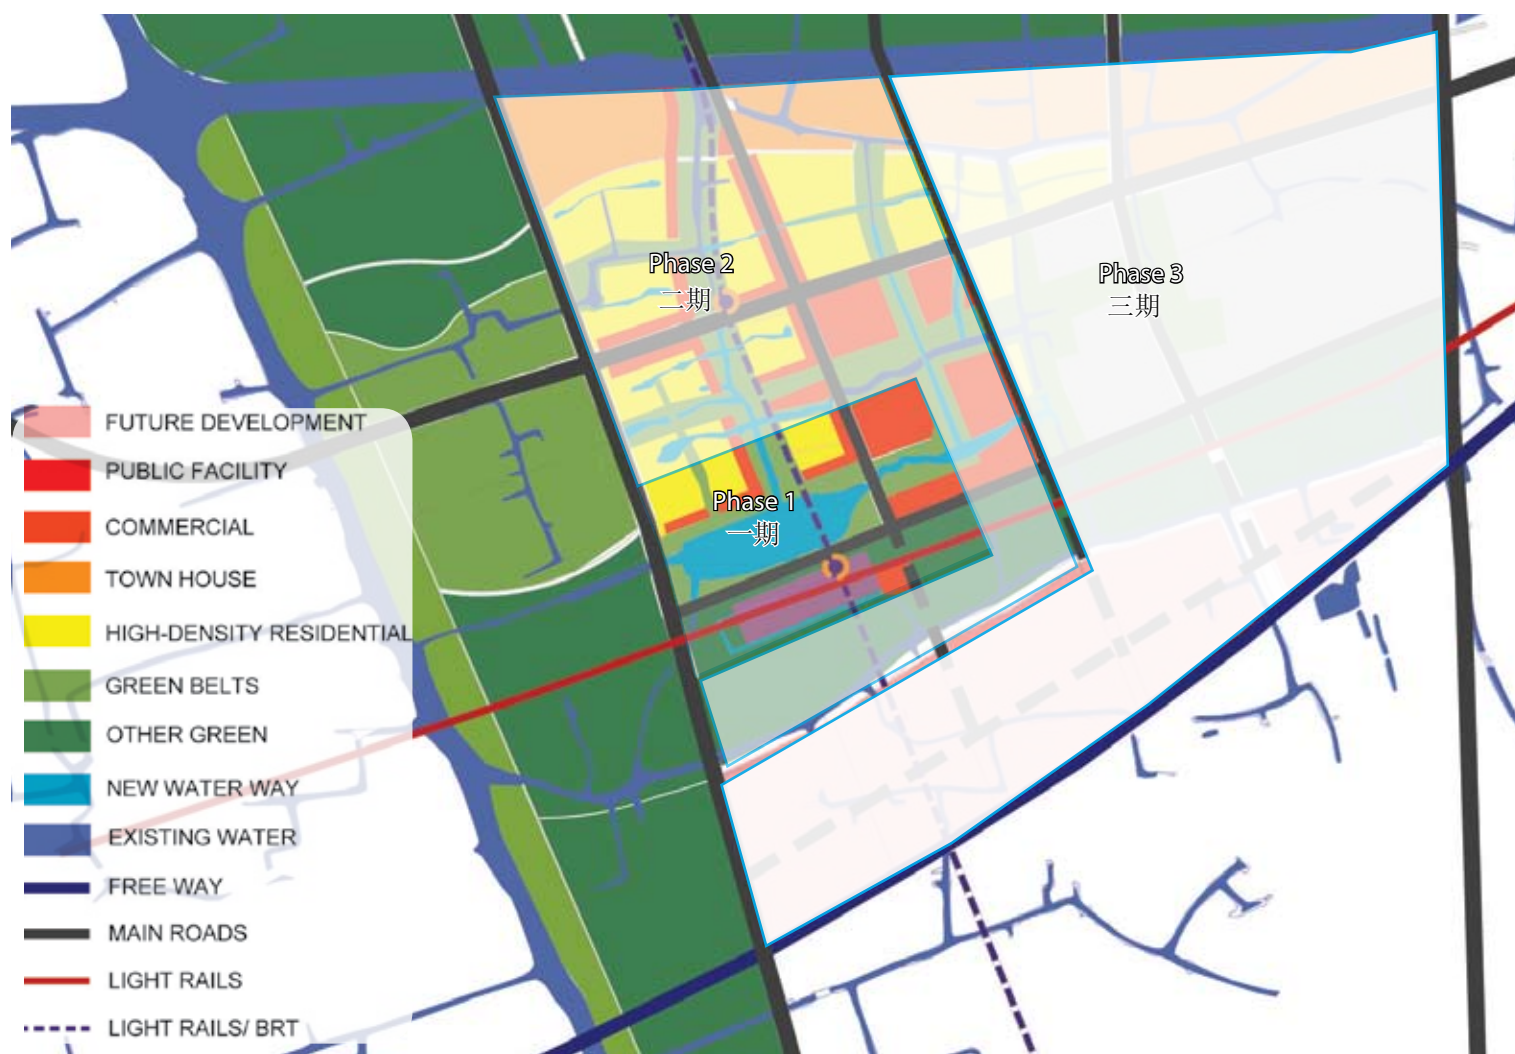 Phase 2
二期
Phase 3
三期
Phase 1
一期
FUTURE DEVELOPMENT
PUBLIC FACILITY
COMMERCIAL
TOWN HOUSE
HIGH-DENSITY RESIDENTIAL
GREEN BELTS
OTHER GREEN
NEW WATER WAY
EXISTING WATER
FREE WAY
MAIN ROADS
LIGHT RAILS
LIGHT RAILS/ BRT